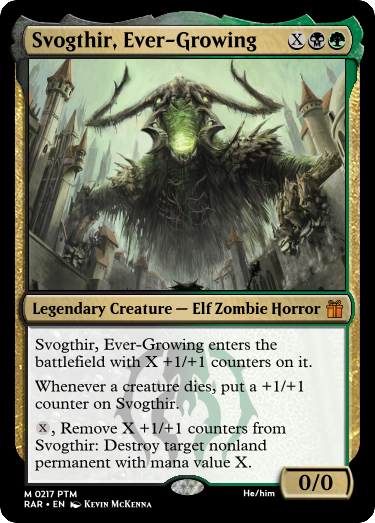 Svogthir, Ever-Growing X
Legendary Creature — Elf Zombie Horror
Svogthir, Ever-Growing enters the
battlefield with X +1/+1 counters on it.
Whenever a creature dies, put a +1/+1
counter on Svogthir.
X, Remove X +1/+1 counters from
Svogthir: Destroy target nonland
permanent with mana value X.
0/0
M 0217 PTM
RAR • EN Kevin McKenna
He/him